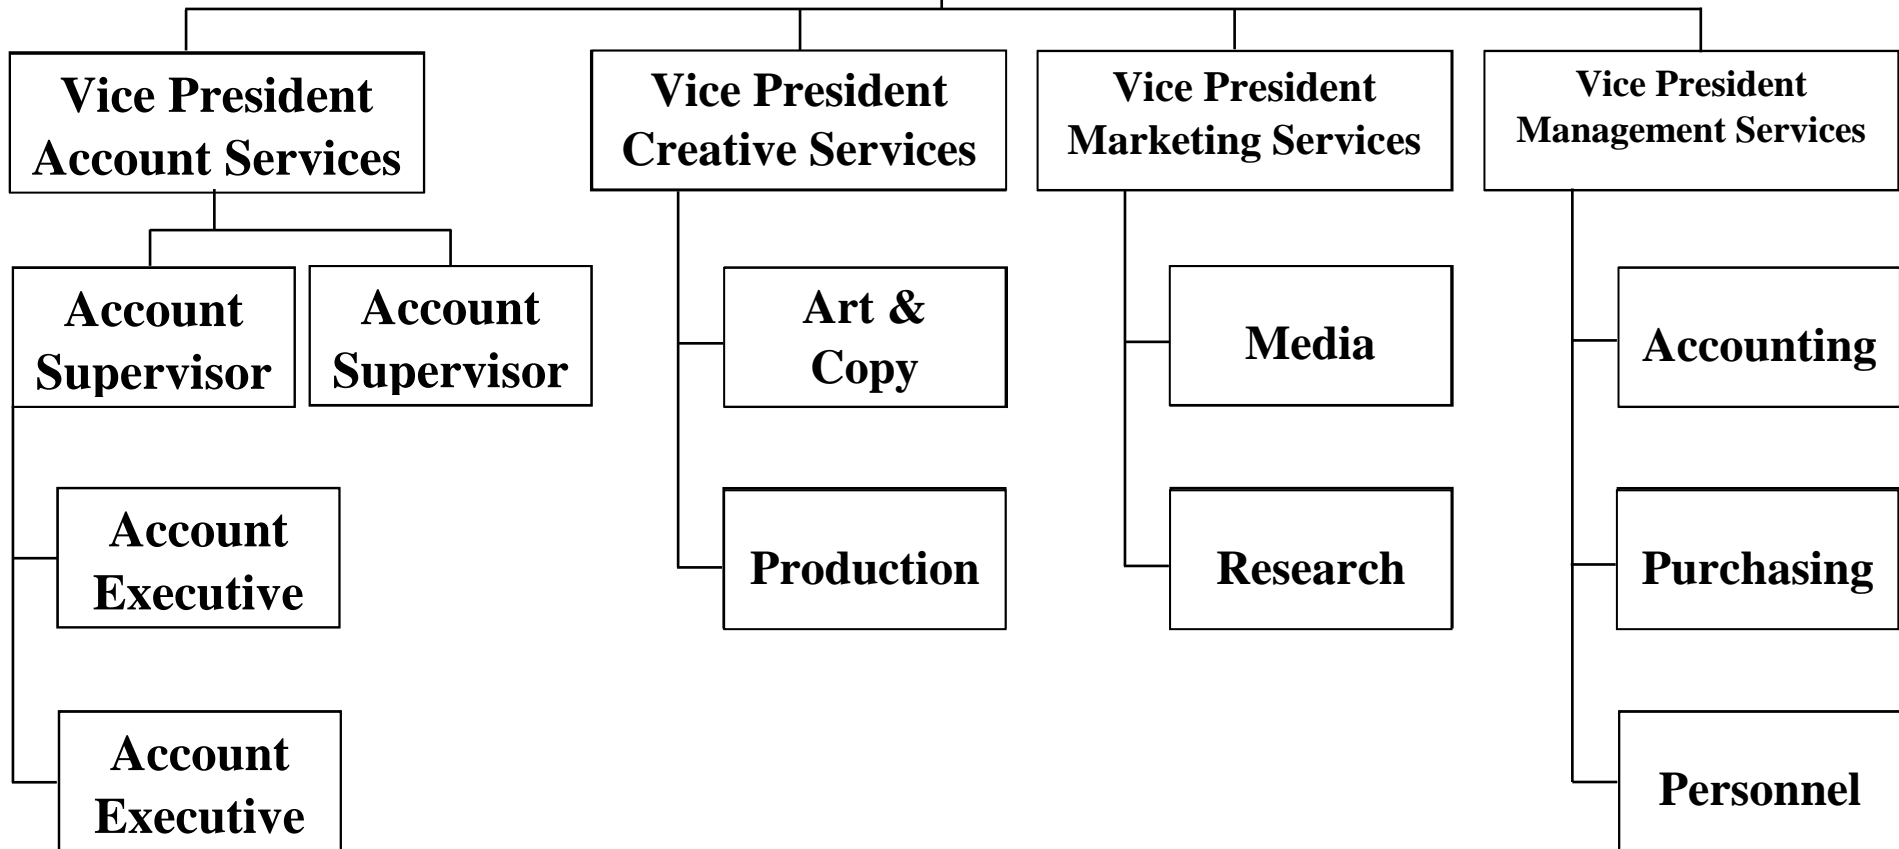 Vice President
Account Services
Vice President
Creative Services
Vice President
Marketing Services
Vice President
Management Services
Account
Supervisor
Account
Supervisor
Art &
Copy
Media
Accounting
Account
Executive
Production
Research
Purchasing
Account
Executive
Personnel